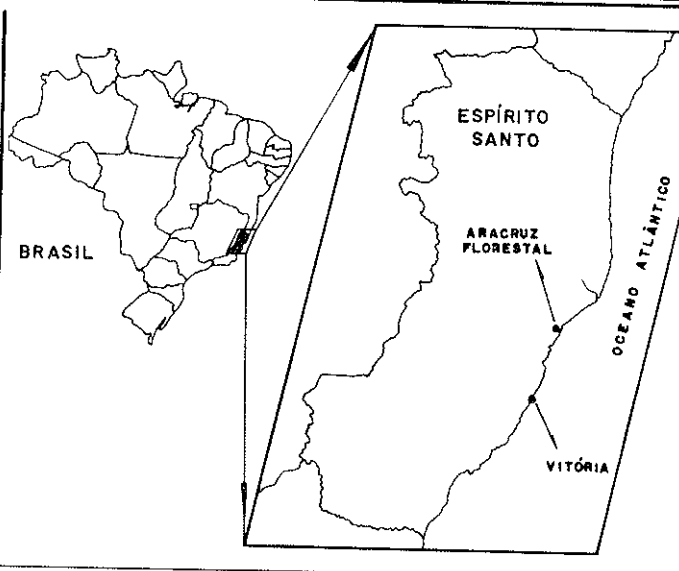 BRASIL
ESPÍRITO
SANTO
ARACRUZ
FLORESTAL
OCEANO ATLÂNTICO
VITÓRIA